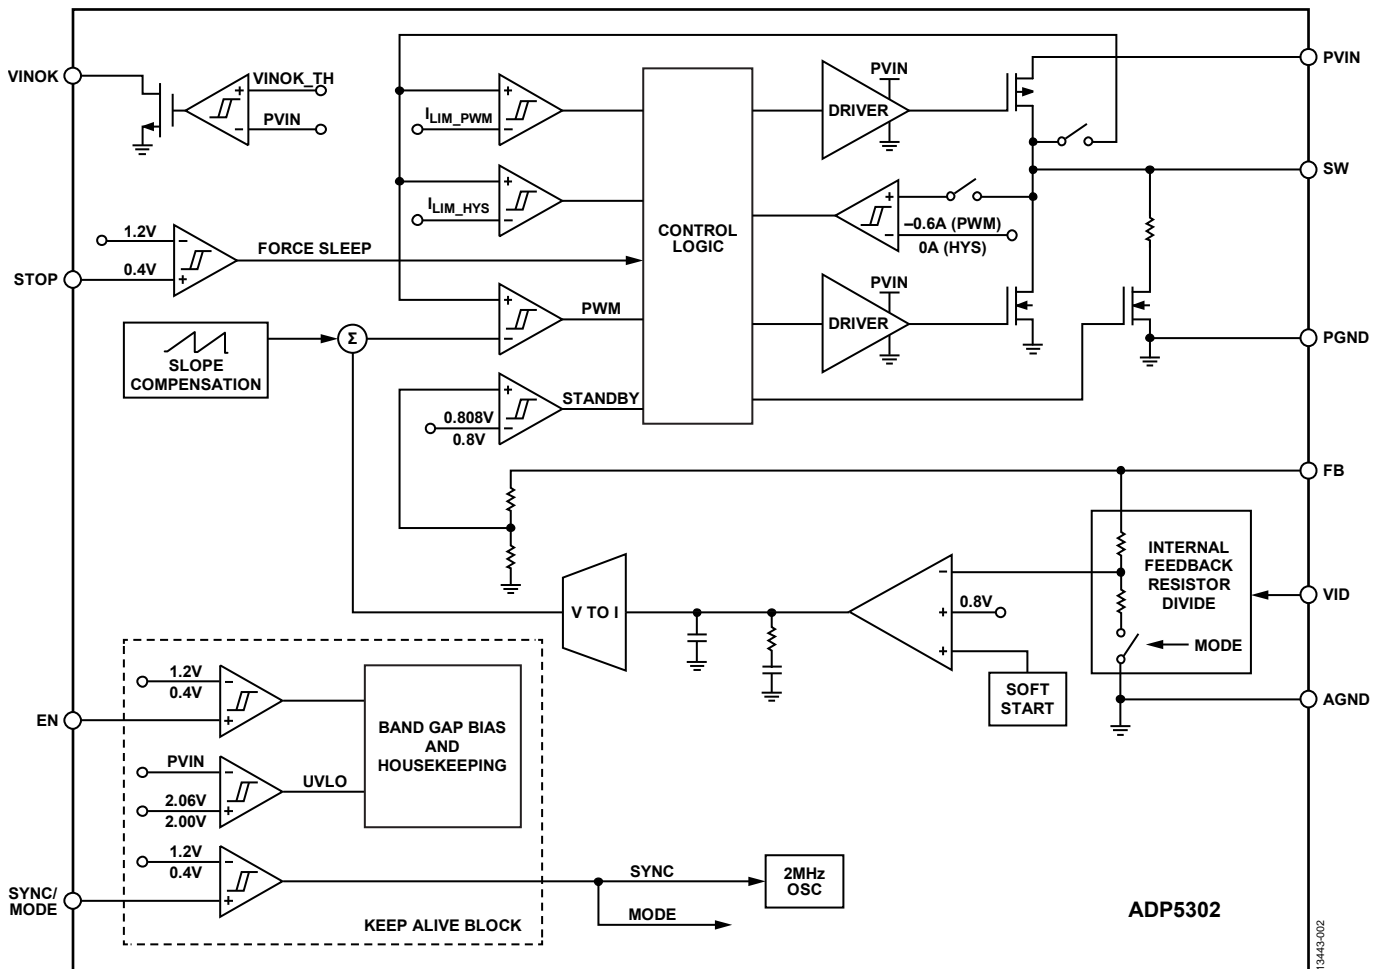 VINOK
VINOK_TH
+
PVIN
−
+
ILIM_PWM
−
+
ILIM_HYS
−
CONTROL
LOGIC
PVIN
DRIVER
PVIN
SW
+
−0.6A (PWM)
−
0A (HYS)
1.2V
−
STOP
0.4V
+
FORCE SLEEP
PVIN
DRIVER
PGND
SLOPE
COMPENSATION
Σ
+
PWM
−
+
STANDBY
0.808V
−
0.8V
FB
V TO I
−
0.8V
+
+
SOFT
START
INTERNAL
FEEDBACK
RESISTOR
DIVIDE
MODE
VID
AGND
EN
1.2V
−
0.4V
+
PVIN
−
2.06V
+
2.00V
UVLO
BAND GAP BIAS
AND
HOUSEKEEPING
SYNC/
MODE
1.2V
−
0.4V
+
KEEP ALIVE BLOCK
SYNC
MODE
2MHz
OSC
ADP5302
13443-002